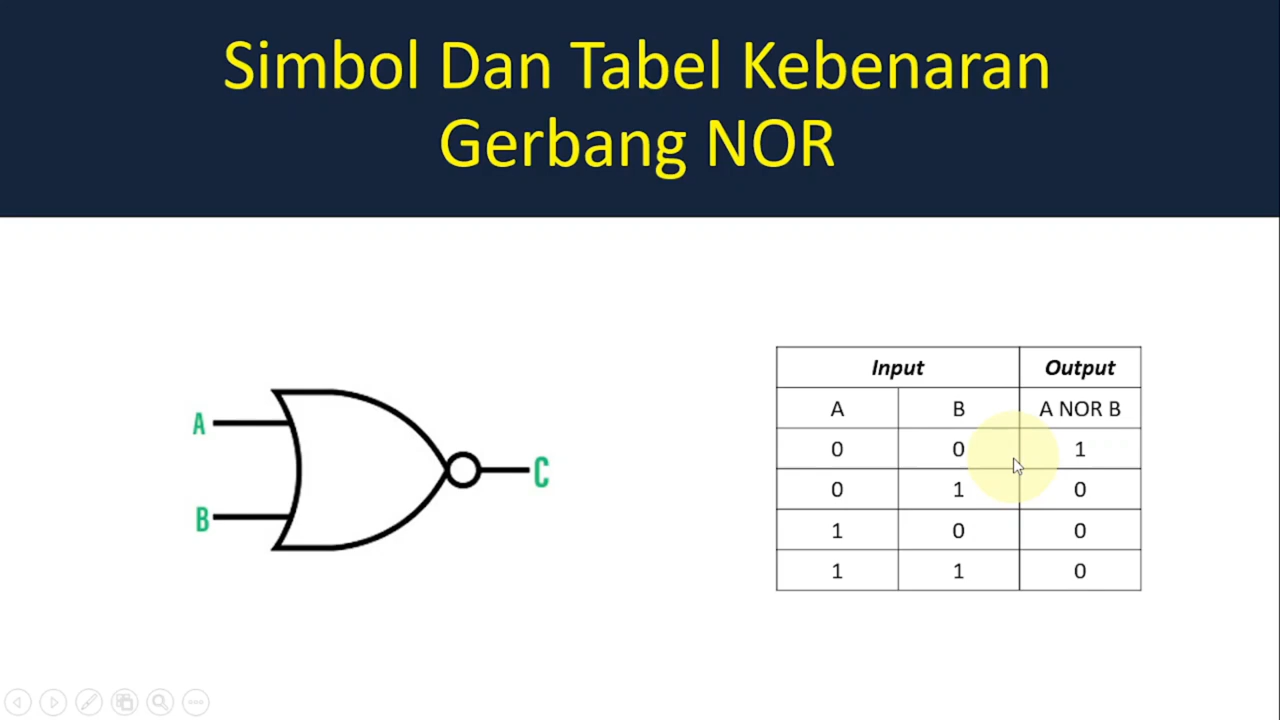 Simbol Dan Tabel Kebenaran
Gerbang NOR
A
B
C
Input Output
A B A NOR B
0 0 1
0 1 0
1 0 0
1 1 0